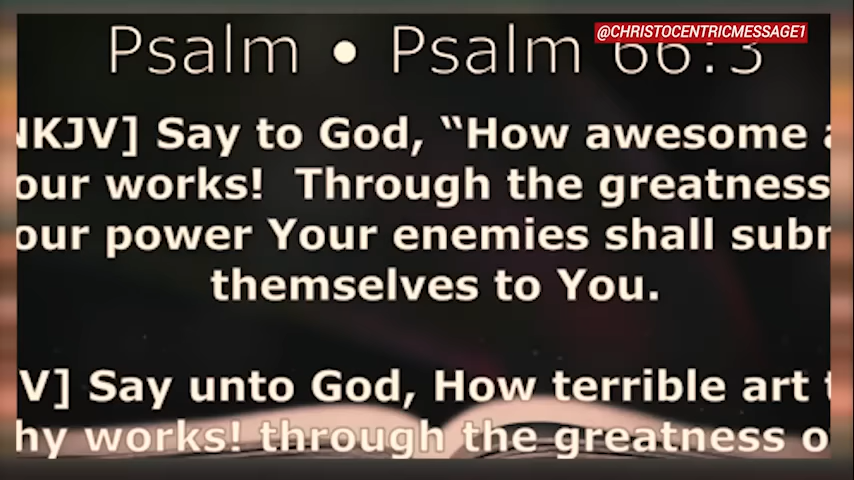 @CHRISTOCENTRICMESSAGE1
Psalm • Psalm 66:3
NKJV] Say to God, “How awesome a
our works!  Through the greatness
our power Your enemies shall subm
themselves to You.
V] Say unto God, How terrible art t
hy works! through the greatness o